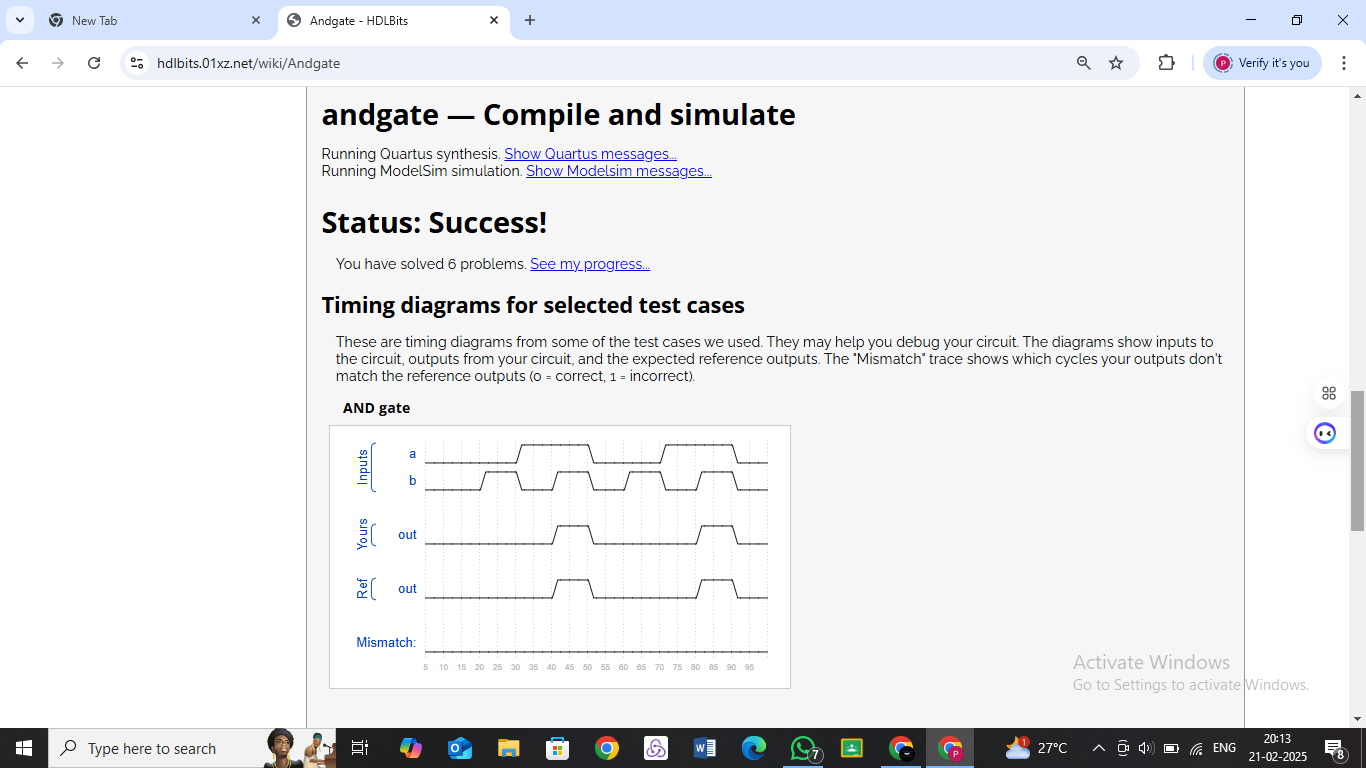 New Tab
Andgate - HDLBits
hdlbits.01xz.net/wiki/Andgate
Verify it's you
andgate — Compile and simulate
Running Quartus synthesis. Show Quartus messages...
Running ModelSim simulation. Show Modelsim messages...
Status: Success!
You have solved 6 problems. See my progress...
Timing diagrams for selected test cases
These are timing diagrams from some of the test cases we used. They may help you debug your circuit. The diagrams show inputs to
the circuit, outputs from your circuit, and the expected reference outputs. The "Mismatch" trace shows which cycles your outputs don't
match the reference outputs (0 = correct, 1 = incorrect).
AND gate
Inputs
a
b
Yours
out
Ref
out
Mismatch:
5 10 15 20 25 30 35 40 45 50 55 60 65 70 75 80 85 90 95
Activate Windows
Go to Settings to activate Windows.
Type here to search
7
P
1
27°C
ENG
20:13
21-02-2025
8